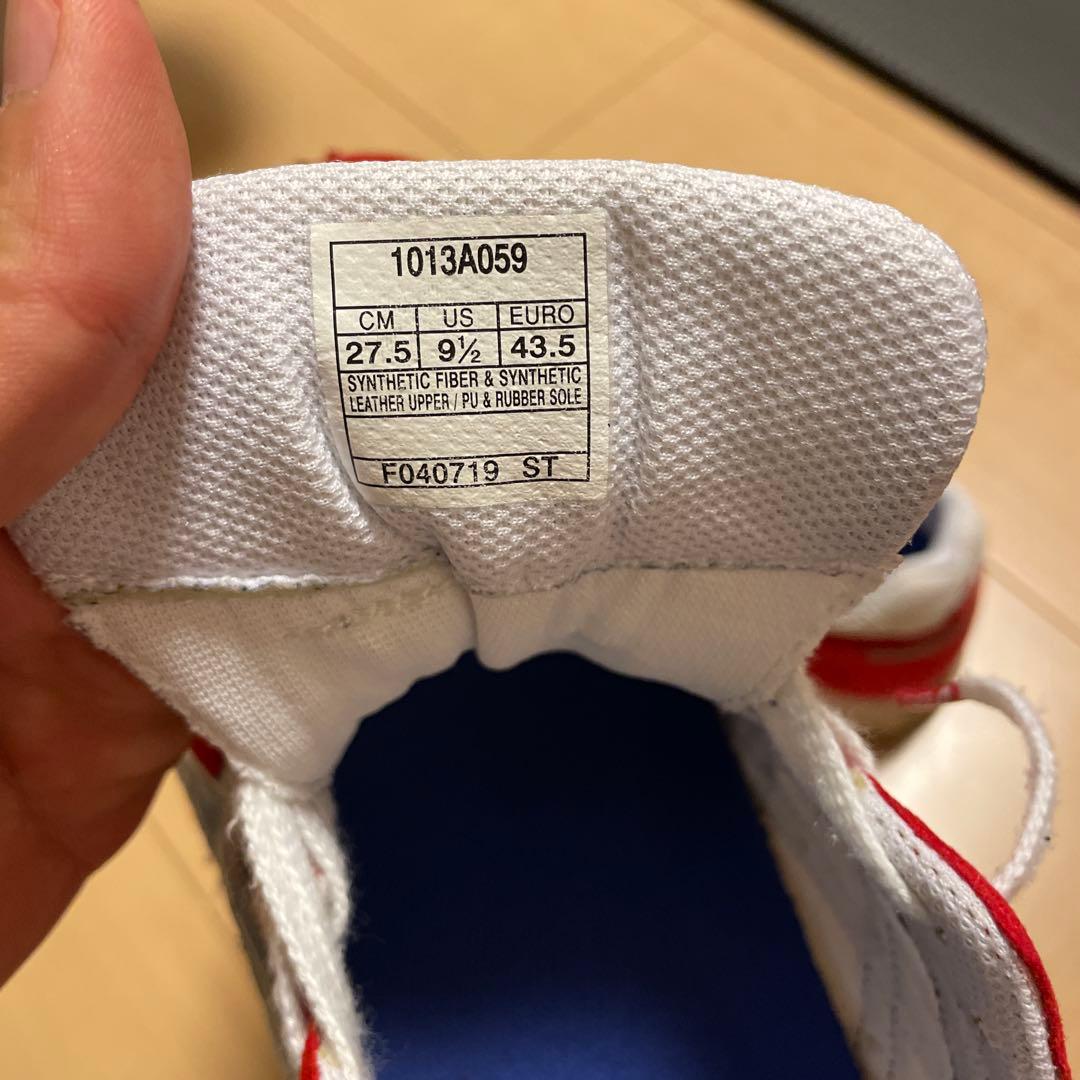 1013A059
CM US EURO
27.5 9½ 43.5
SYNTHETIC FIBER & SYNTHETIC
LEATHER UPPER / PU & RUBBER SOLE
F040719 ST